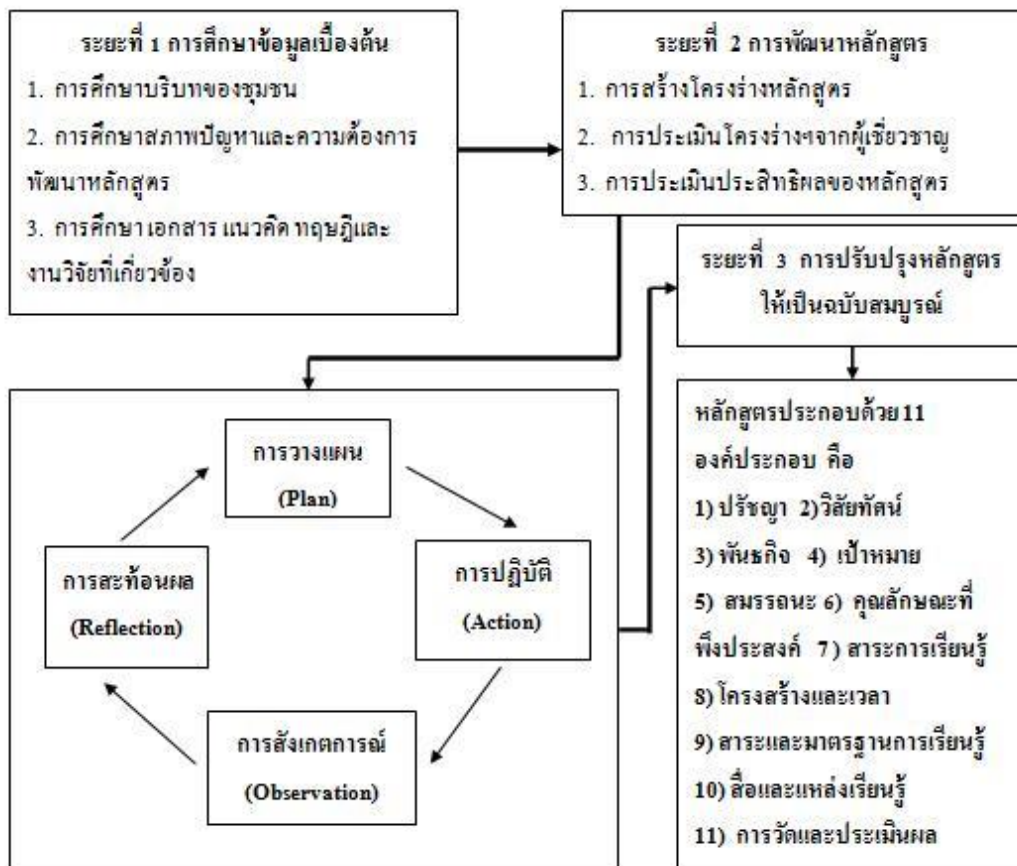 ระยะที่ 1 การศึกษาข้อมูลเบื้องต้น
1. การศึกษาบริบทของชุมชน
2. การศึกษาสภาพปัญหาและความต้องการ
พัฒนาหลักสูตร
3. การศึกษาเอกสาร แนวคิด ทฤษฎีและ
งานวิจัยที่เกี่ยวข้อง
ระยะที่ 2 การพัฒนาหลักสูตร
1. การสร้างโครงร่างหลักสูตร
2. การประเมินโครงร่างฯจากผู้เชี่ยวชาญ
3. การประเมินประสิทธิผลของหลักสูตร
ระยะที่ 3 การปรับปรุงหลักสูตร
ให้เป็นฉบับสมบูรณ์
การวางแผน
(Plan)
การปฏิบัติ
(Action)
การสังเกตการณ์
(Observation)
การสะท้อนผล
(Reflection)
หลักสูตรประกอบด้วย 11
องค์ประกอบ คือ
1) ปรัชญา 2)วิสัยทัศน์
3) พันธกิจ 4) เป้าหมาย
5) สมรรถนะ 6) คุณลักษณะที่
พึงประสงค์ 7) สาระการเรียนรู้
8) โครงสร้างและเวลา
9) สาระและมาตรฐานการเรียนรู้
10) สื่อและแหล่งเรียนรู้
11) การวัดและประเมินผล